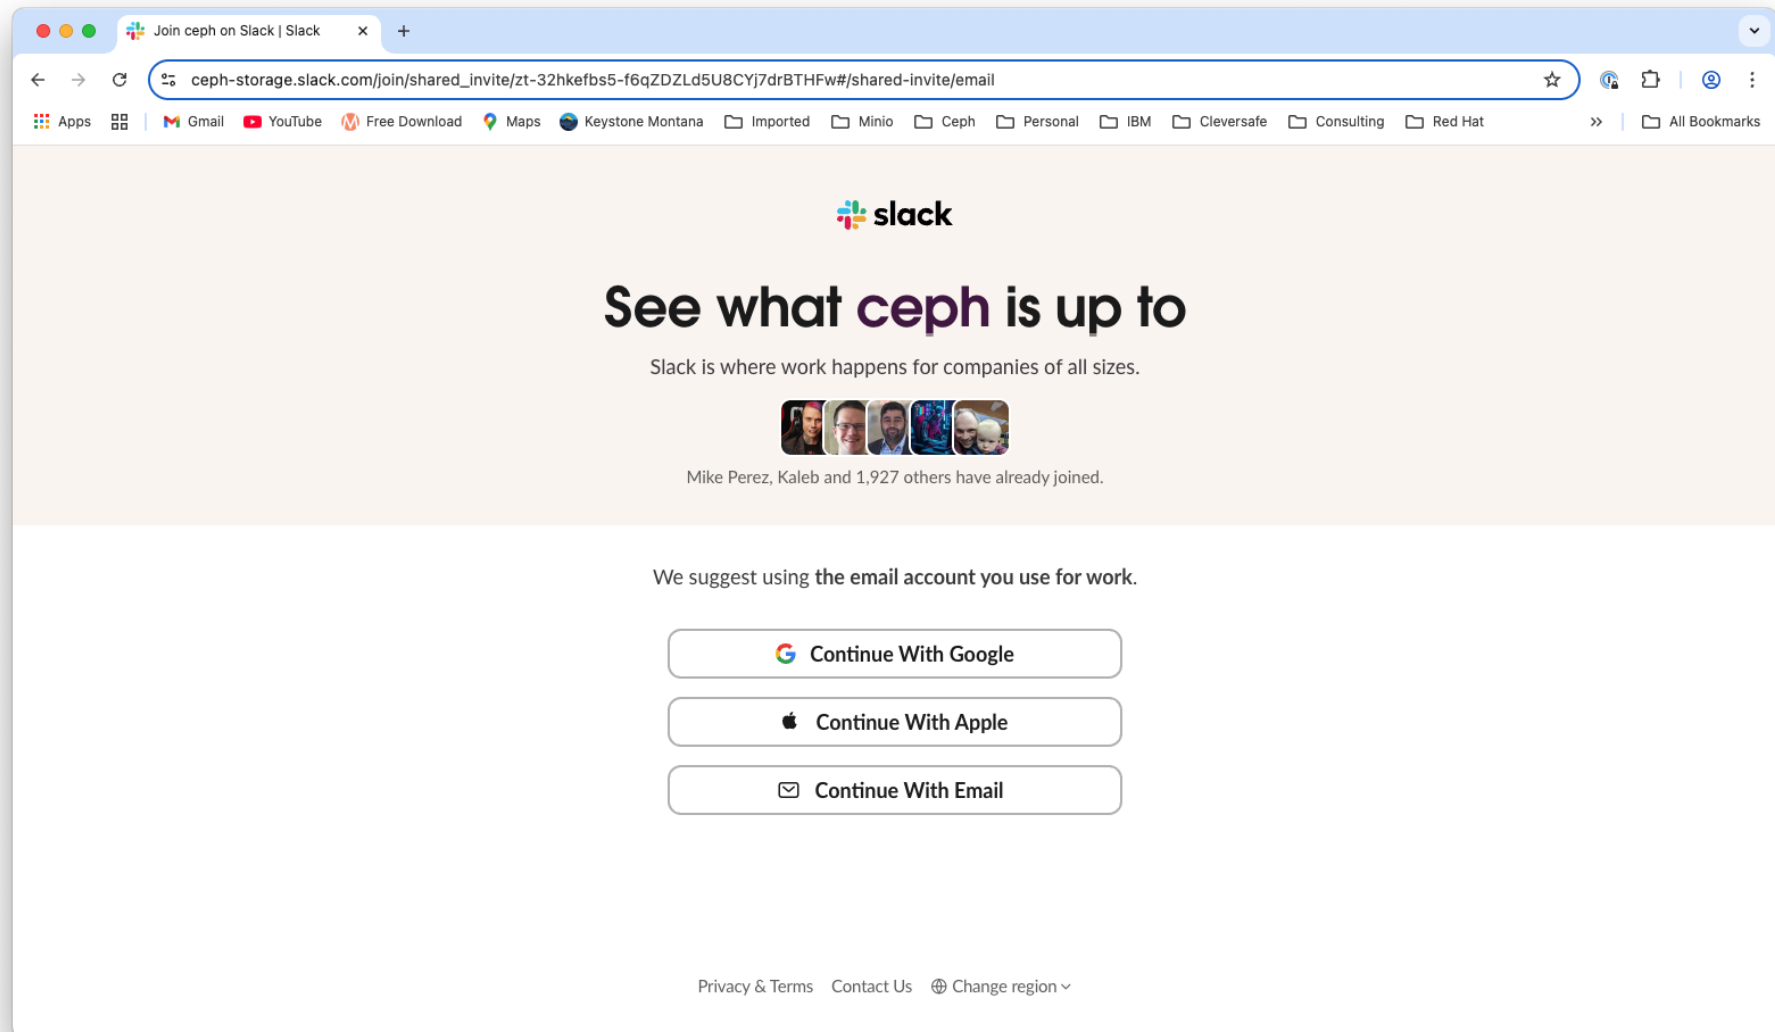 Join ceph on Slack | Slack
ceph-storage.slack.com/join/shared_invite/zt-32hkefbs5-f6qZDZLd5U8CYj7drBTHFw#/shared-invite/email
Apps Gmail YouTube Free Download Maps Keystone Montana Imported Minio Ceph Personal IBM Cleversafe Consulting Red Hat » All Bookmarks
slack
See what ceph is up to
Slack is where work happens for companies of all sizes.
Mike Perez, Kaleb and 1,927 others have already joined.
We suggest using the email account you use for work.
Continue With Google
Continue With Apple
Continue With Email
Privacy & Terms Contact Us Change region